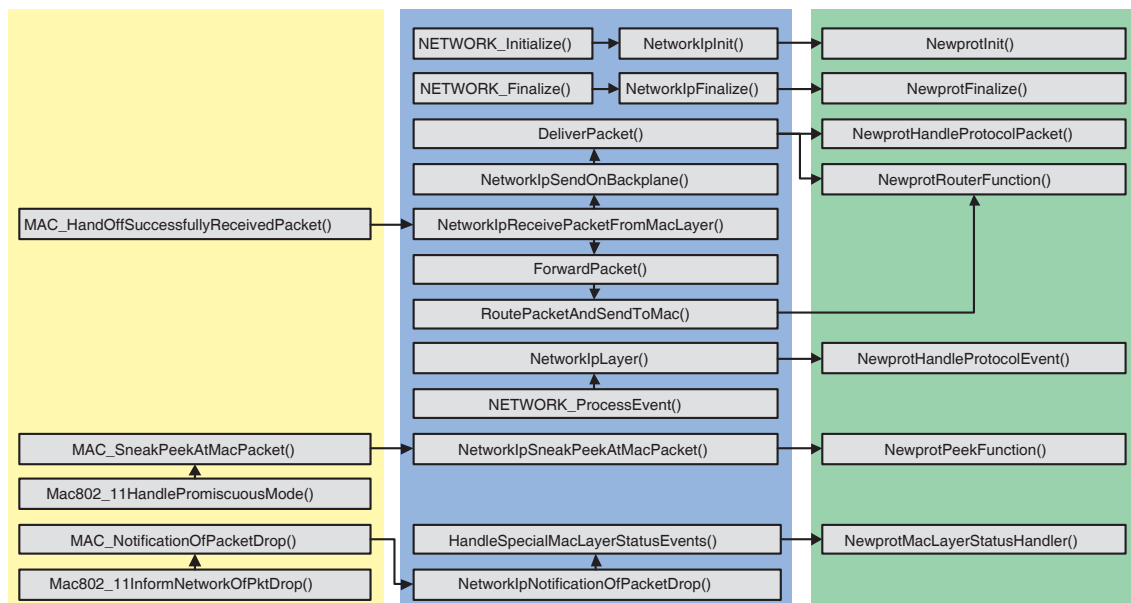 NETWORK_Initialize()
NetworkIpInit()
NewprotInit()
NETWORK_Finalize()
NetworkIpFinalize()
NewprotFinalize()
DeliverPacket()
NewprotHandleProtocolPacket()
NetworkIpSendOnBackplane()
NewprotRouterFunction()
MAC_HandOffSuccessfullyReceivedPacket()
NetworkIpReceivePacketFromMacLayer()
ForwardPacket()
RoutePacketAndSendToMac()
NetworkIpLayer()
NewprotHandleProtocolEvent()
NETWORK_ProcessEvent()
MAC_SneakPeekAtMacPacket()
NetworkIpSneakPeekAtMacPacket()
NewprotPeekFunction()
Mac802_11HandlePromiscuousMode()
MAC_NotificationOfPacketDrop()
HandleSpecialMacLayerStatusEvents()
NewprotMacLayerStatusHandler()
Mac802_11InformNetworkOfPktDrop()
NetworkIpNotificationOfPacketDrop()